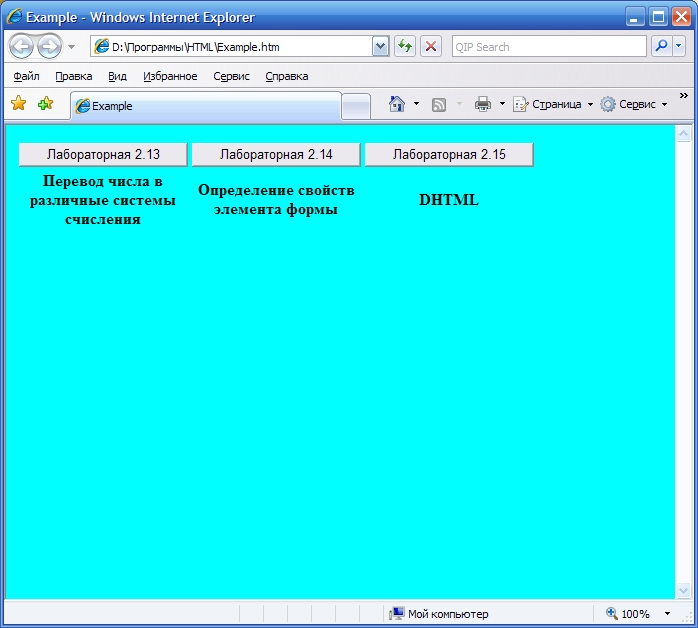 Example - Windows Internet Explorer
D:\Программы\HTML\Example.htm
QIP Search
Файл Правка Вид Избранное Сервис Справка
Example
Страница Сервис »
Лабораторная 2.13 Лабораторная 2.14 Лабораторная 2.15
Перевод числа в
различные системы
счисления
Определение свойств
элемента формы
DHTML
Мой компьютер 100%